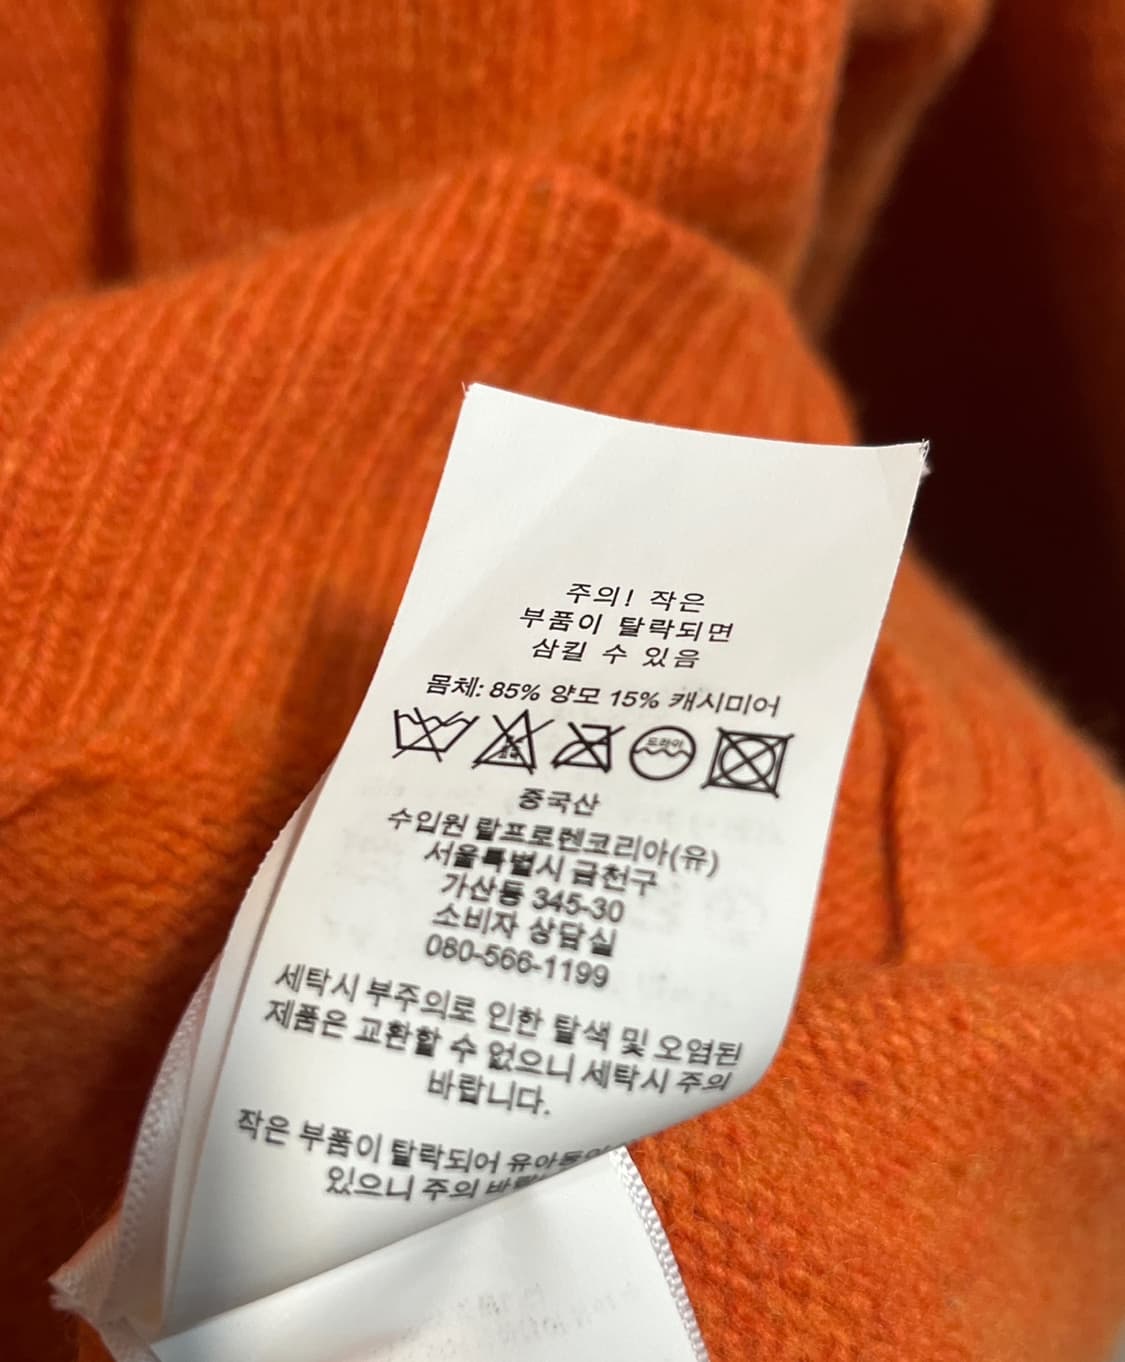 주의! 작은
부품이 탈락되면
삼킬 수 있음
몸체: 85% 양모 15% 캐시미어
드라이
중국산
수입원 랄프로렌코리아(유)
서울특별시 금천구
가산동 345-30
소비자 상담실
080-566-1199
세탁시 부주의로 인한 탈색 및 오염된
제품은 교환할 수 없으니 세탁시 주의
바랍니다.
작은 부품이 탈락되어
있으니 주의